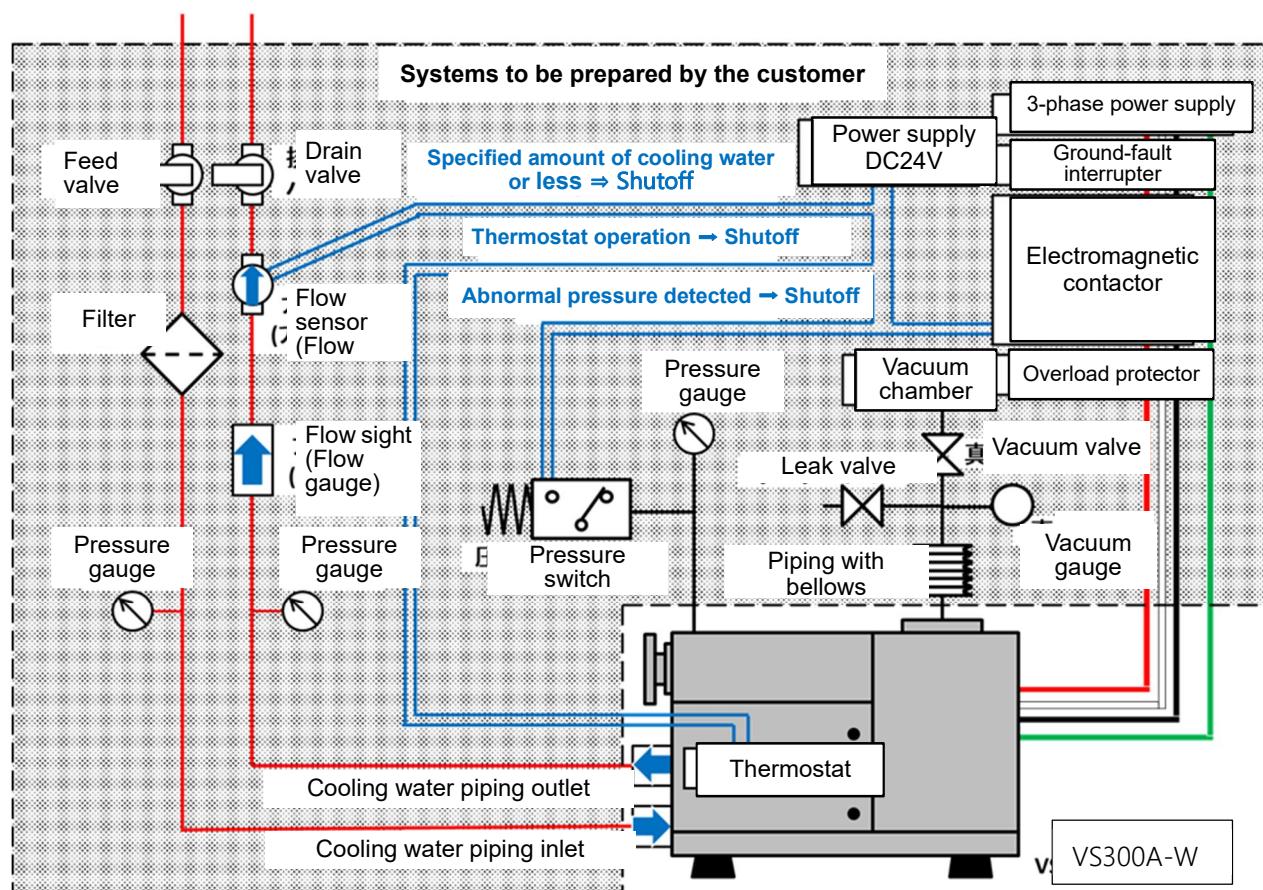 Systems to be prepared by the customer
3-phase power supply
Power supply
DC24V
Ground-fault
interrupter
Feed
valve
Drain
valve
Specified amount of cooling water
or less ⇒ Shutoff
Thermostat operation → Shutoff
Electromagnetic
contactor
Abnormal pressure detected → Shutoff
Filter
Flow
sensor
(Flow
Pressure
gauge
Vacuum
chamber
Overload protector
Flow sight
(Flow
gauge)
Leak valve
真
Vacuum valve
Pressure
gauge
Pressure
gauge
Pressure
switch
Piping with
bellows
Vacuum
gauge
Thermostat
Cooling water piping outlet
Cooling water piping inlet
VS
VS300A-W